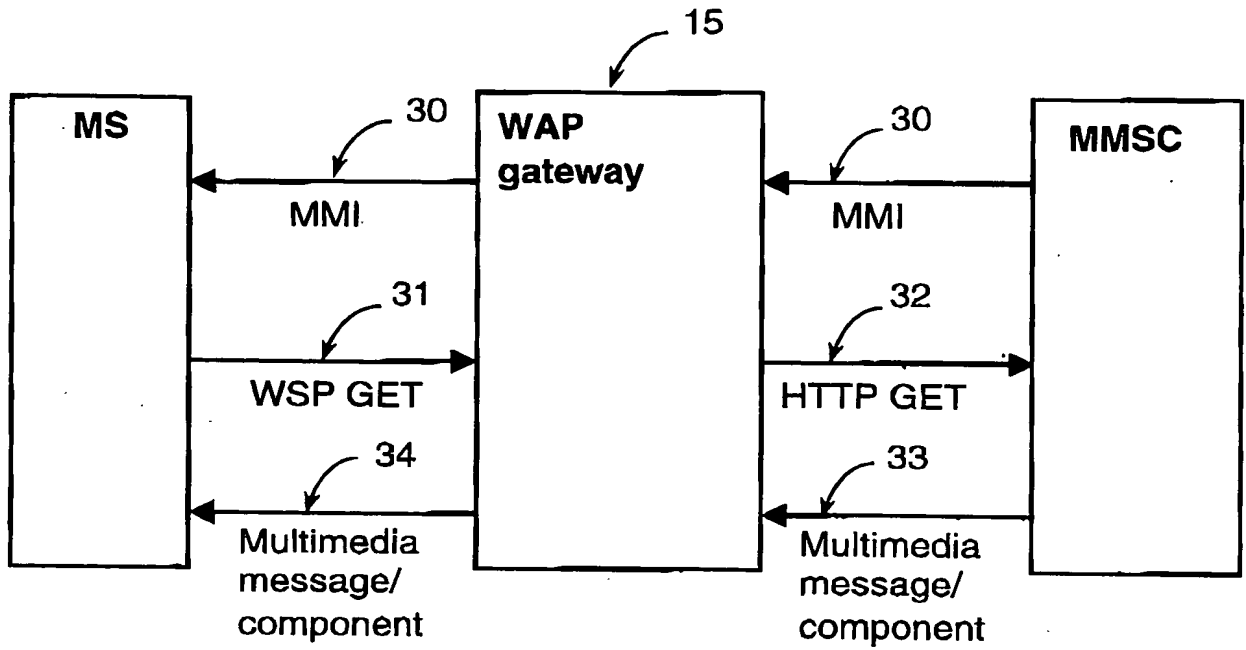 15
MS
30
WAP
gateway
30
MMSC
MMI
MMI
31
32
WSP GET
HTTP GET
34
33
Multimedia
message/
component
Multimedia
message/
component